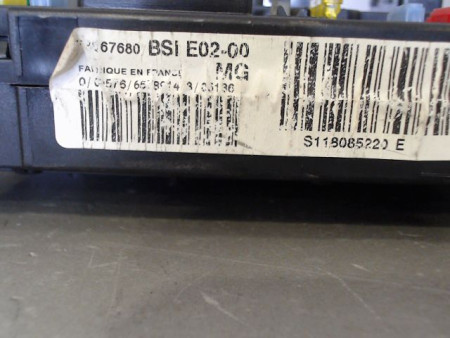 67680 BSI E02-00
FABRIQUE EN FRANCE MG
S118085220 E